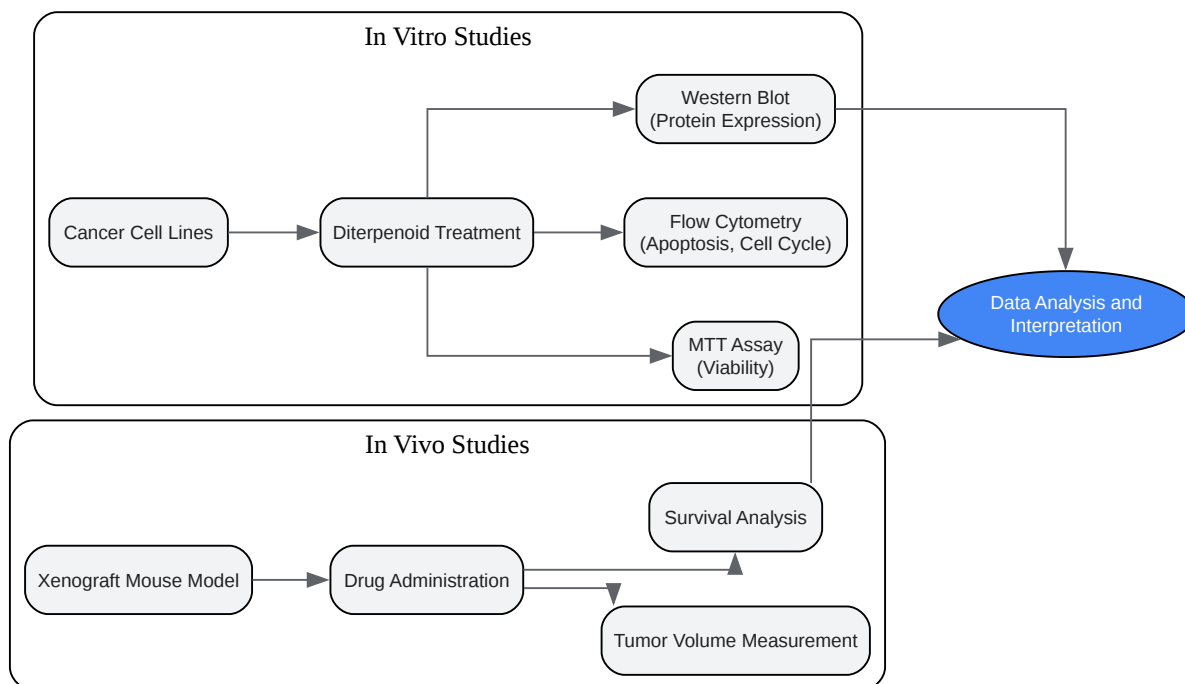 In Vitro Studies
Western Blot
(Protein Expression)
Cancer Cell Lines
Diterpenoid Treatment
Flow Cytometry
(Apoptosis, Cell Cycle)
MTT Assay
(Viability)
Data Analysis and
Interpretation
In Vivo Studies
Survival Analysis
Xenograft Mouse Model
Drug Administration
Tumor Volume Measurement